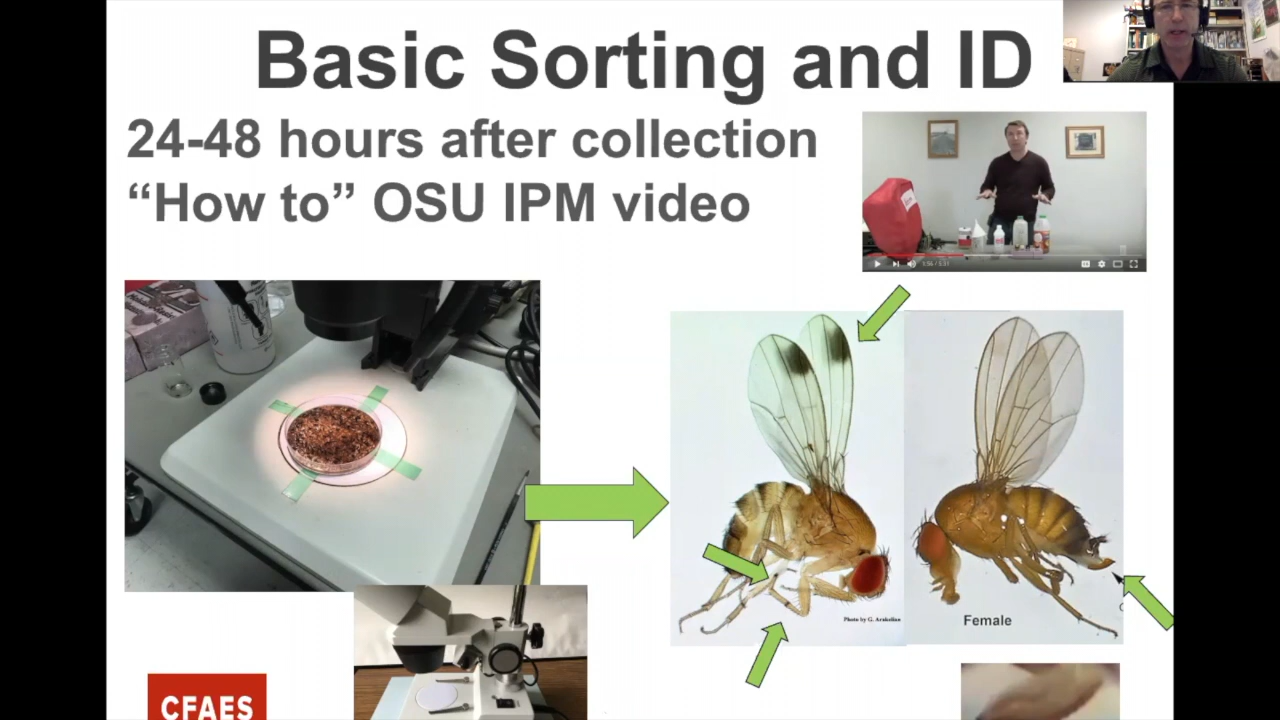 Basic Sorting and ID
24-48 hours after collection
“How to” OSU IPM video
Photo by G. Arakelian
Female
CFAES